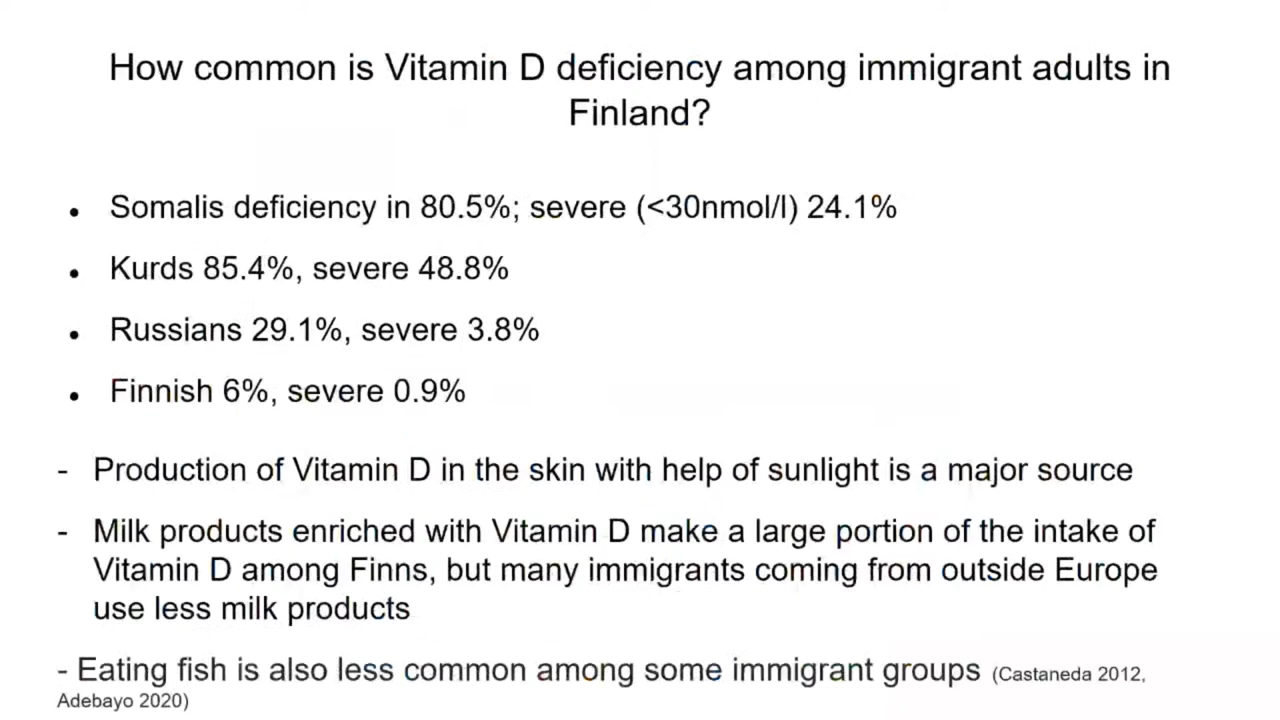 How common is Vitamin D deficiency among immigrant adults in
Finland?
• Somalis deficiency in 80.5%; severe (<30nmol/l) 24.1%
• Kurds 85.4%, severe 48.8%
• Russians 29.1%, severe 3.8%
• Finnish 6%, severe 0.9%
- Production of Vitamin D in the skin with help of sunlight is a major source
- Milk products enriched with Vitamin D make a large portion of the intake of
Vitamin D among Finns, but many immigrants coming from outside Europe
use less milk products
- Eating fish is also less common among some immigrant groups (Castaneda 2012,
Adebayo 2020)